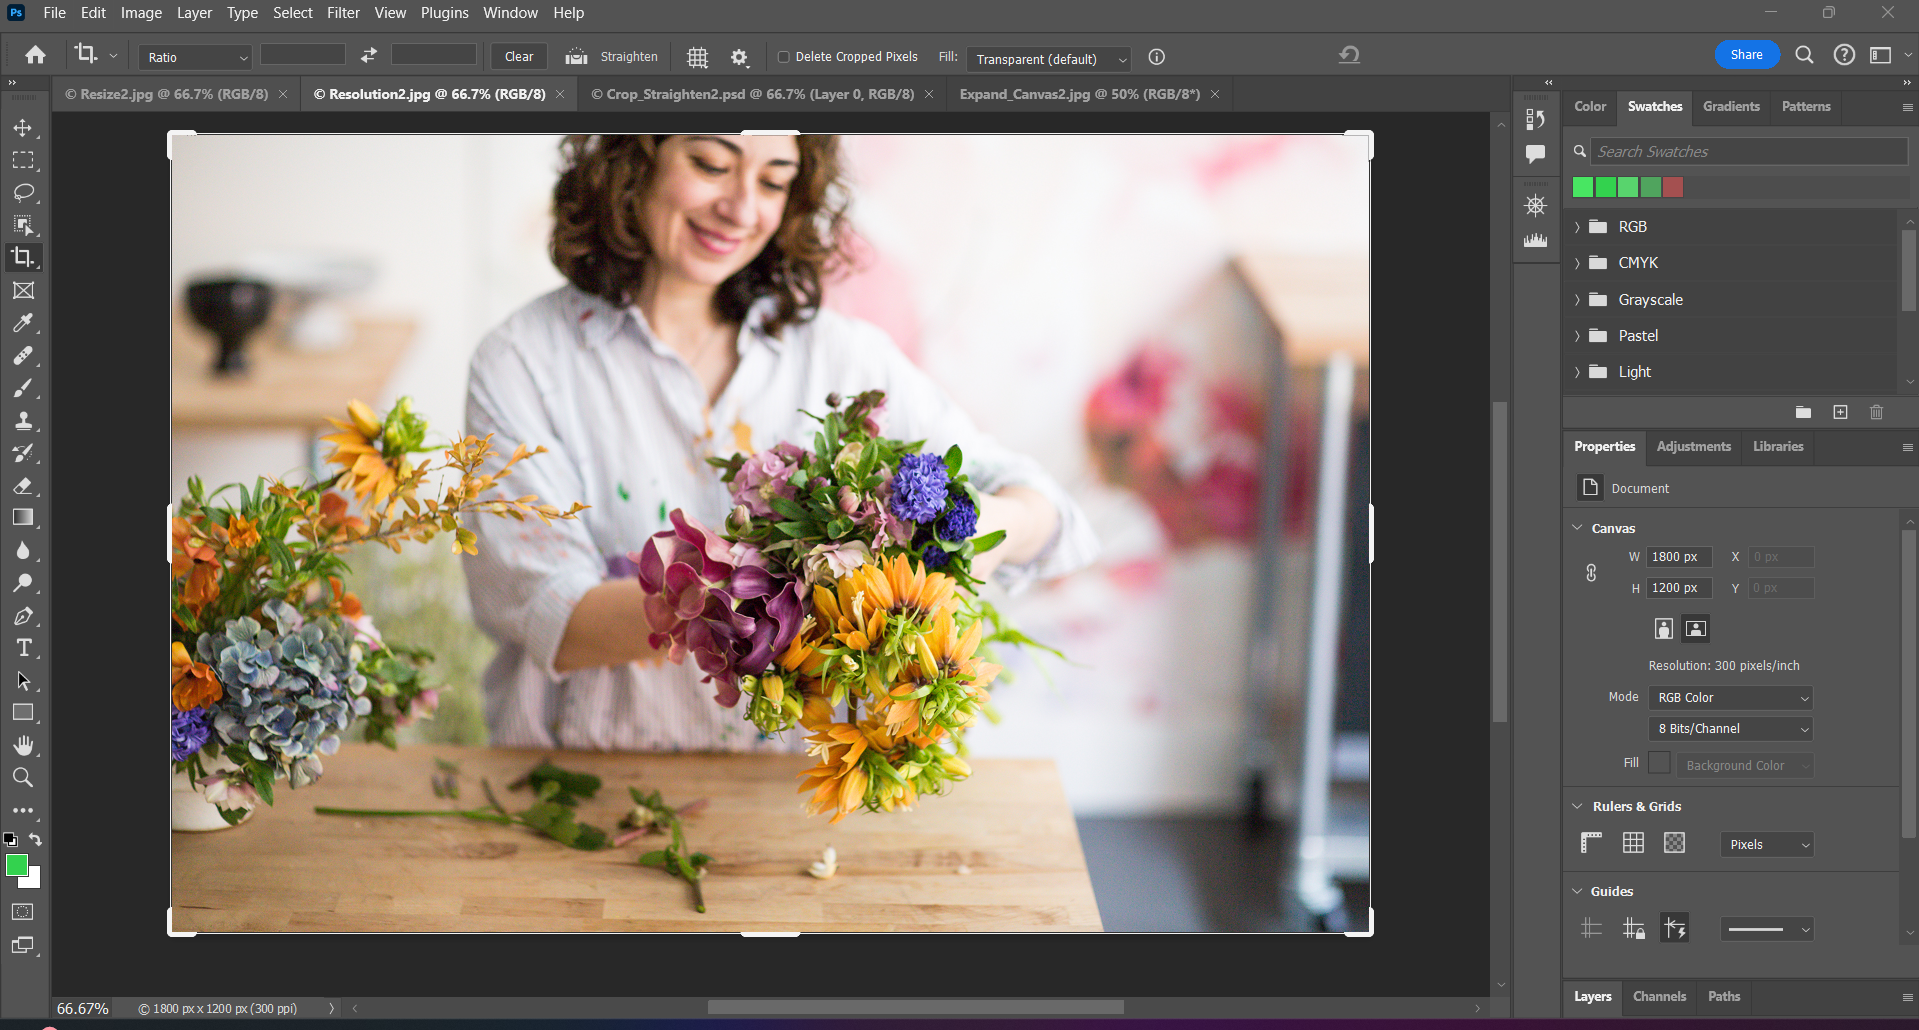 Ps File Edit Image Layer Type Select Filter View Plugins Window Help
Ratio Clear Straighten Delete Cropped Pixels Fill: Transparent (default) Share
© Resize2.jpg @ 66.7% (RGB/8) © Resolution2.jpg @ 66.7% (RGB/8) © Crop_Straighten2.psd @ 66.7% (Layer 0, RGB/8) Expand_Canvas2.jpg @ 50% (RGB/8*)
Color Swatches Gradients Patterns
Search Swatches
RGB
CMYK
Grayscale
Pastel
Light
Properties Adjustments Libraries
Document
Canvas
W 1800 px X 0 px
H 1200 px Y 0 px
Resolution: 300 pixels/inch
Mode RGB Color
8 Bits/Channel
Fill Background Color
Rulers & Grids
Pixels
Guides
Layers Channels Paths
66.67% © 1800 px x 1200 px (300 ppi)